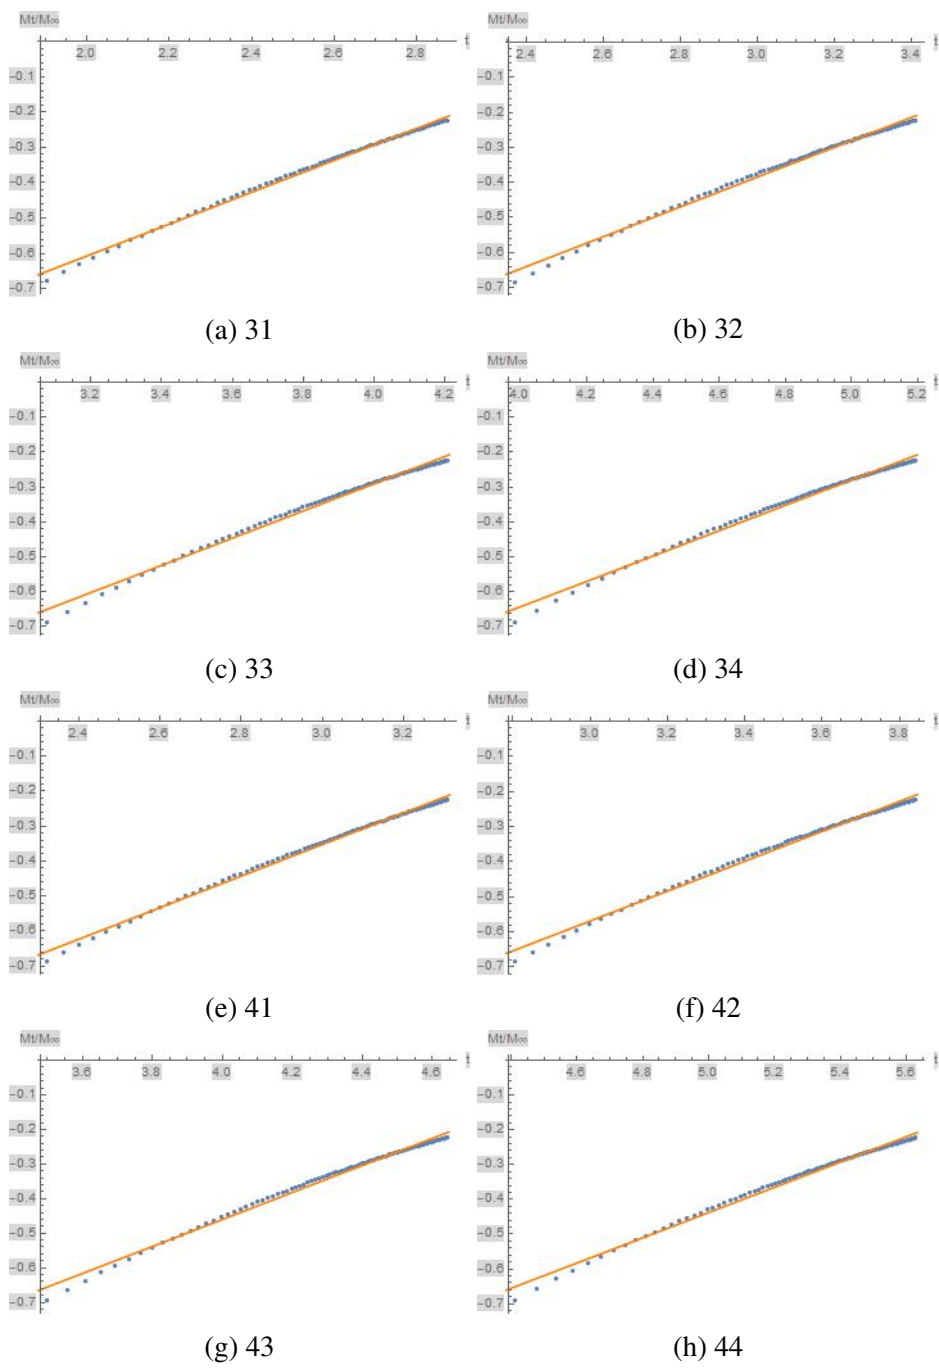 Mt/M∞
t
2.0 2.2 2.4 2.6 2.8
-0.1
-0.2
-0.3
-0.4
-0.5
-0.6
-0.7
(a) 31
Mt/M∞
t
2.4 2.6 2.8 3.0 3.2 3.4
-0.1
-0.2
-0.3
-0.4
-0.5
-0.6
-0.7
(b) 32
Mt/M∞
t
3.2 3.4 3.6 3.8 4.0 4.2
-0.1
-0.2
-0.3
-0.4
-0.5
-0.6
-0.7
(c) 33
Mt/M∞
t
4.0 4.2 4.4 4.6 4.8 5.0 5.2
-0.1
-0.2
-0.3
-0.4
-0.5
-0.6
-0.7
(d) 34
Mt/M∞
t
2.4 2.6 2.8 3.0 3.2
-0.1
-0.2
-0.3
-0.4
-0.5
-0.6
-0.7
(e) 41
Mt/M∞
t
3.0 3.2 3.4 3.6 3.8
-0.1
-0.2
-0.3
-0.4
-0.5
-0.6
-0.7
(f) 42
Mt/M∞
t
3.6 3.8 4.0 4.2 4.4 4.6
-0.1
-0.2
-0.3
-0.4
-0.5
-0.6
-0.7
(g) 43
Mt/M∞
t
4.6 4.8 5.0 5.2 5.4 5.6
-0.1
-0.2
-0.3
-0.4
-0.5
-0.6
-0.7
(h) 44